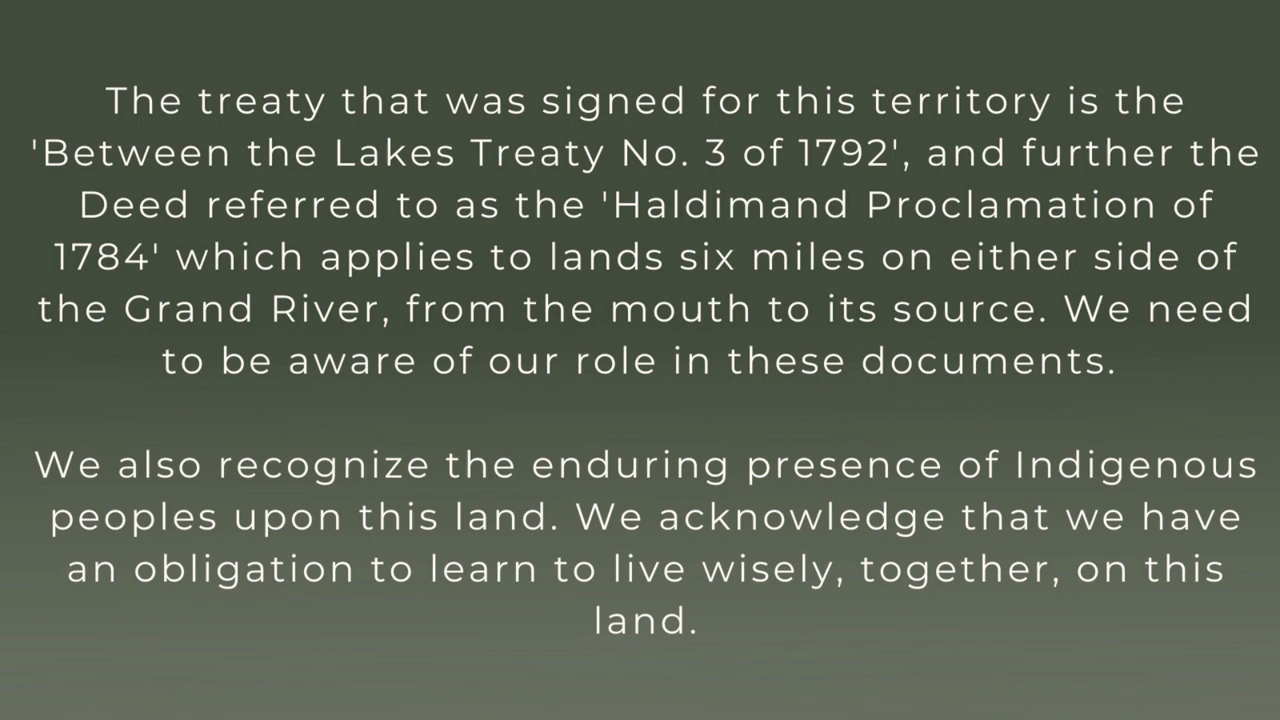 The treaty that was signed for this territory is the
'Between the Lakes Treaty No. 3 of 1792', and further the
Deed referred to as the 'Haldimand Proclamation of
1784' which applies to lands six miles on either side of
the Grand River, from the mouth to its source. We need
to be aware of our role in these documents.
We also recognize the enduring presence of Indigenous
peoples upon this land. We acknowledge that we have
an obligation to learn to live wisely, together, on this
land.